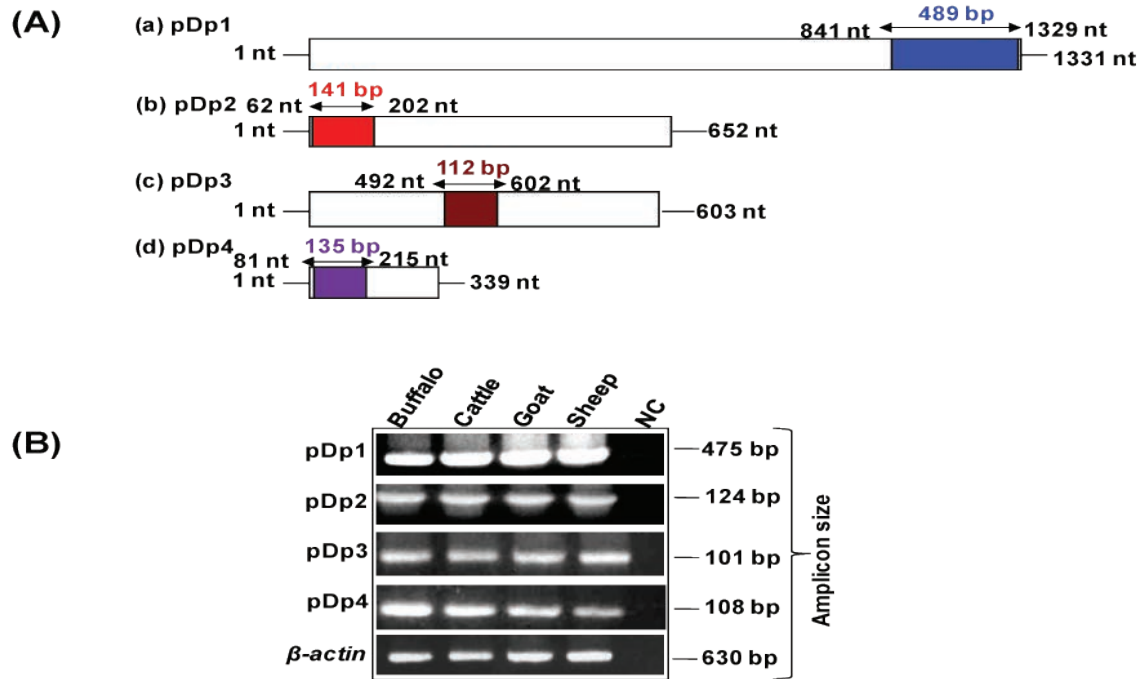 (A)
(a) pDp1
489 bp
841 nt
1329 nt
1 nt
1331 nt
141 bp
(b) pDp2
62 nt
202 nt
1 nt
652 nt
112 bp
(c) pDp3
492 nt
602 nt
1 nt
603 nt
135 bp
(d) pDp4
81 nt
215 nt
1 nt
339 nt
(B)
Buffalo
Cattle
Goat
Sheep
NC
pDp1
475 bp
pDp2
124 bp
pDp3
101 bp
pDp4
108 bp
β-actin
630 bp
Amplicon size